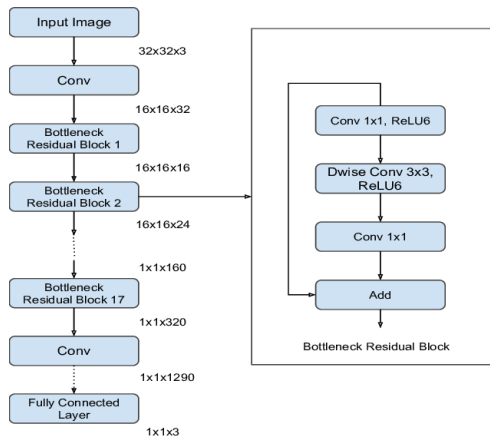 Input Image
32x32x3
Conv
16x16x32
Bottleneck
Residual Block 1
16x16x16
Bottleneck
Residual Block 2
16x16x24
1x1x160
Bottleneck
Residual Block 17
1x1x320
Conv
1x1x1290
Fully Connected
Layer
1x1x3
Conv 1x1, ReLU6
Dwise Conv 3x3,
ReLU6
Conv 1x1
Add
Bottleneck Residual Block